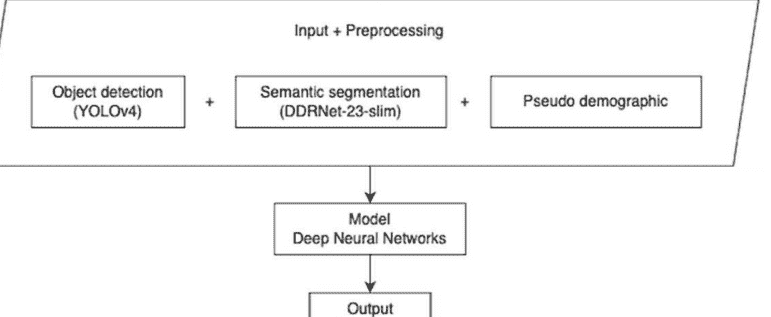 Input + Preprocessing
Object detection
(YOLOv4)
+
Semantic segmentation
(DDRNet-23-slim)
+
Pseudo demographic
Model
Deep Neural Networks
Output